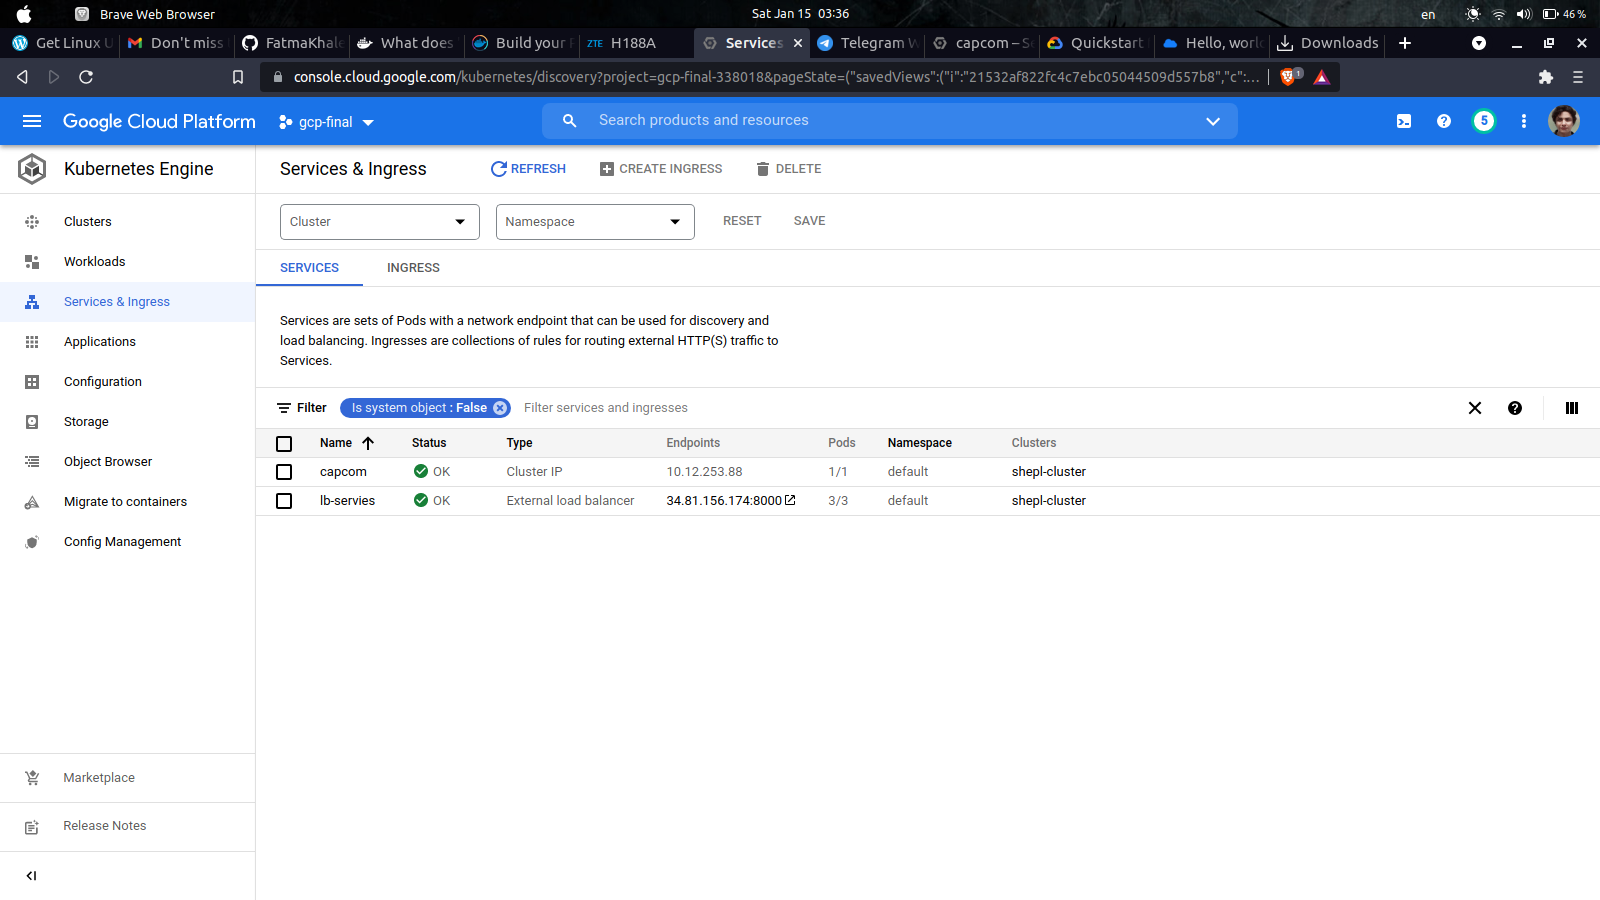 Brave Web Browser
Sat Jan 15 03:36
en
46 %
Get Linux U
Don't miss
FatmaKhale
What does
Build your F
ZTE H188A
Services
Telegram W
capcom – Se
Quickstart
Hello, worl
Downloads
console.cloud.google.com/kubernetes/discovery?project=gcp-final-338018&pageState=("savedViews":("i":"21532af822fc4c7ebc05044509d557b8","c":...
1
Google Cloud Platform
gcp-final
Search products and resources
5
Kubernetes Engine
Services & Ingress
REFRESH
CREATE INGRESS
DELETE
Clusters
Workloads
Services & Ingress
Applications
Configuration
Storage
Object Browser
Migrate to containers
Config Management
Marketplace
Release Notes
Cluster
Namespace
RESET
SAVE
SERVICES
INGRESS
Services are sets of Pods with a network endpoint that can be used for discovery and
load balancing. Ingresses are collections of rules for routing external HTTP(S) traffic to
Services.
Filter
Is system object : False
Filter services and ingresses
Name Status Type Endpoints Pods Namespace Clusters
capcom OK Cluster IP 10.12.253.88 1/1 default shepl-cluster
lb-servies OK External load balancer 34.81.156.174:8000 3/3 default shepl-cluster